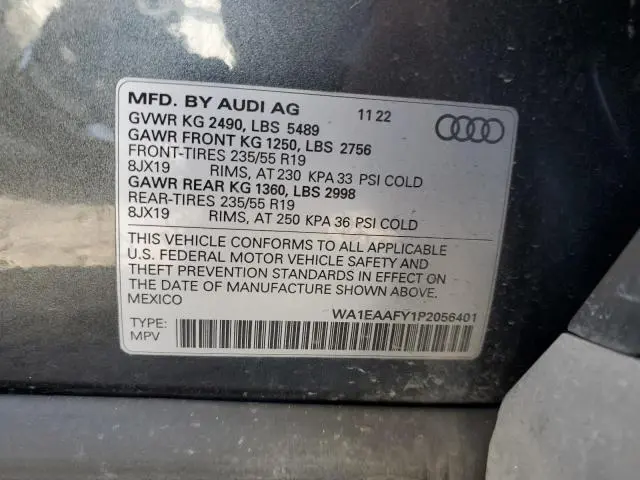 MFD. BY AUDI AG 11 22
GVWR KG 2490, LBS 5489
GAWR FRONT KG 1250, LBS 2756
FRONT-TIRES 235/55 R19
8JX19 RIMS, AT 230 KPA 33 PSI COLD
GAWR REAR KG 1360, LBS 2998
REAR-TIRES 235/55 R19
8JX19 RIMS, AT 250 KPA 36 PSI COLD
THIS VEHICLE CONFORMS TO ALL APPLICABLE
U.S. FEDERAL MOTOR VEHICLE SAFETY AND
THEFT PREVENTION STANDARDS IN EFFECT ON
THE DATE OF MANUFACTURE SHOWN ABOVE.
MEXICO
WA1EAAFY1P2056401
TYPE:
MPV